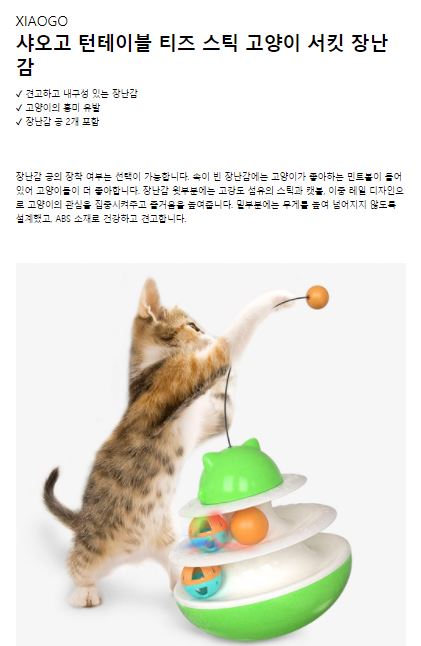 XIAOGO
샤오고 턴테이블 티즈 스틱 고양이 서킷 장난
감
✓ 견고하고 내구성 있는 장난감
✓ 고양이의 흥미 유발
✓ 장난감 공 2개 포함
장난감 공의 장착 여부는 선택이 가능합니다. 속이 빈 장난감에는 고양이가 좋아하는 민트볼이 들어
있어 고양이들이 더 좋아합니다. 장난감 윗부분에는 고강도 섬유의 스틱과 캣볼, 이중 레일 디자인으
로 고양이의 관심을 집중시켜주고 즐거움을 높여줍니다. 밑부분에는 무게를 높여 넘어지지 않도록
설계했고, ABS 소재로 건강하고 견고합니다.